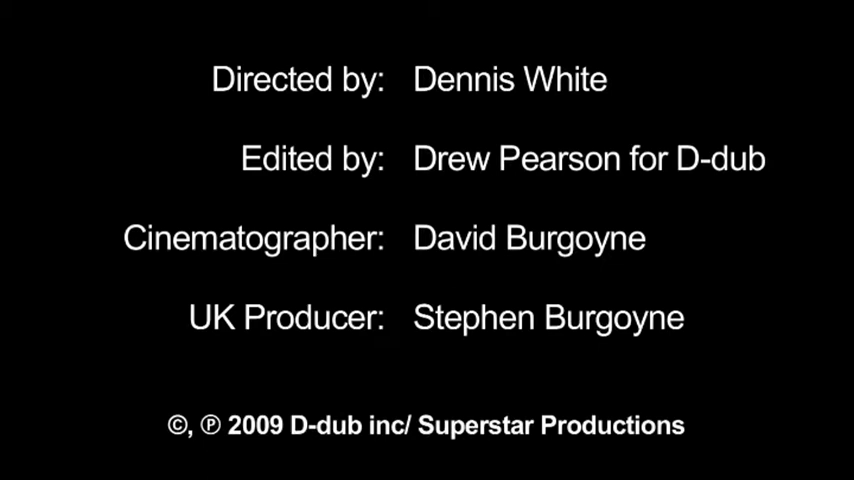 Directed by: Dennis White
Edited by: Drew Pearson for D-dub
Cinematographer: David Burgoyne
UK Producer: Stephen Burgoyne
©, ℗ 2009 D-dub inc/ Superstar Productions